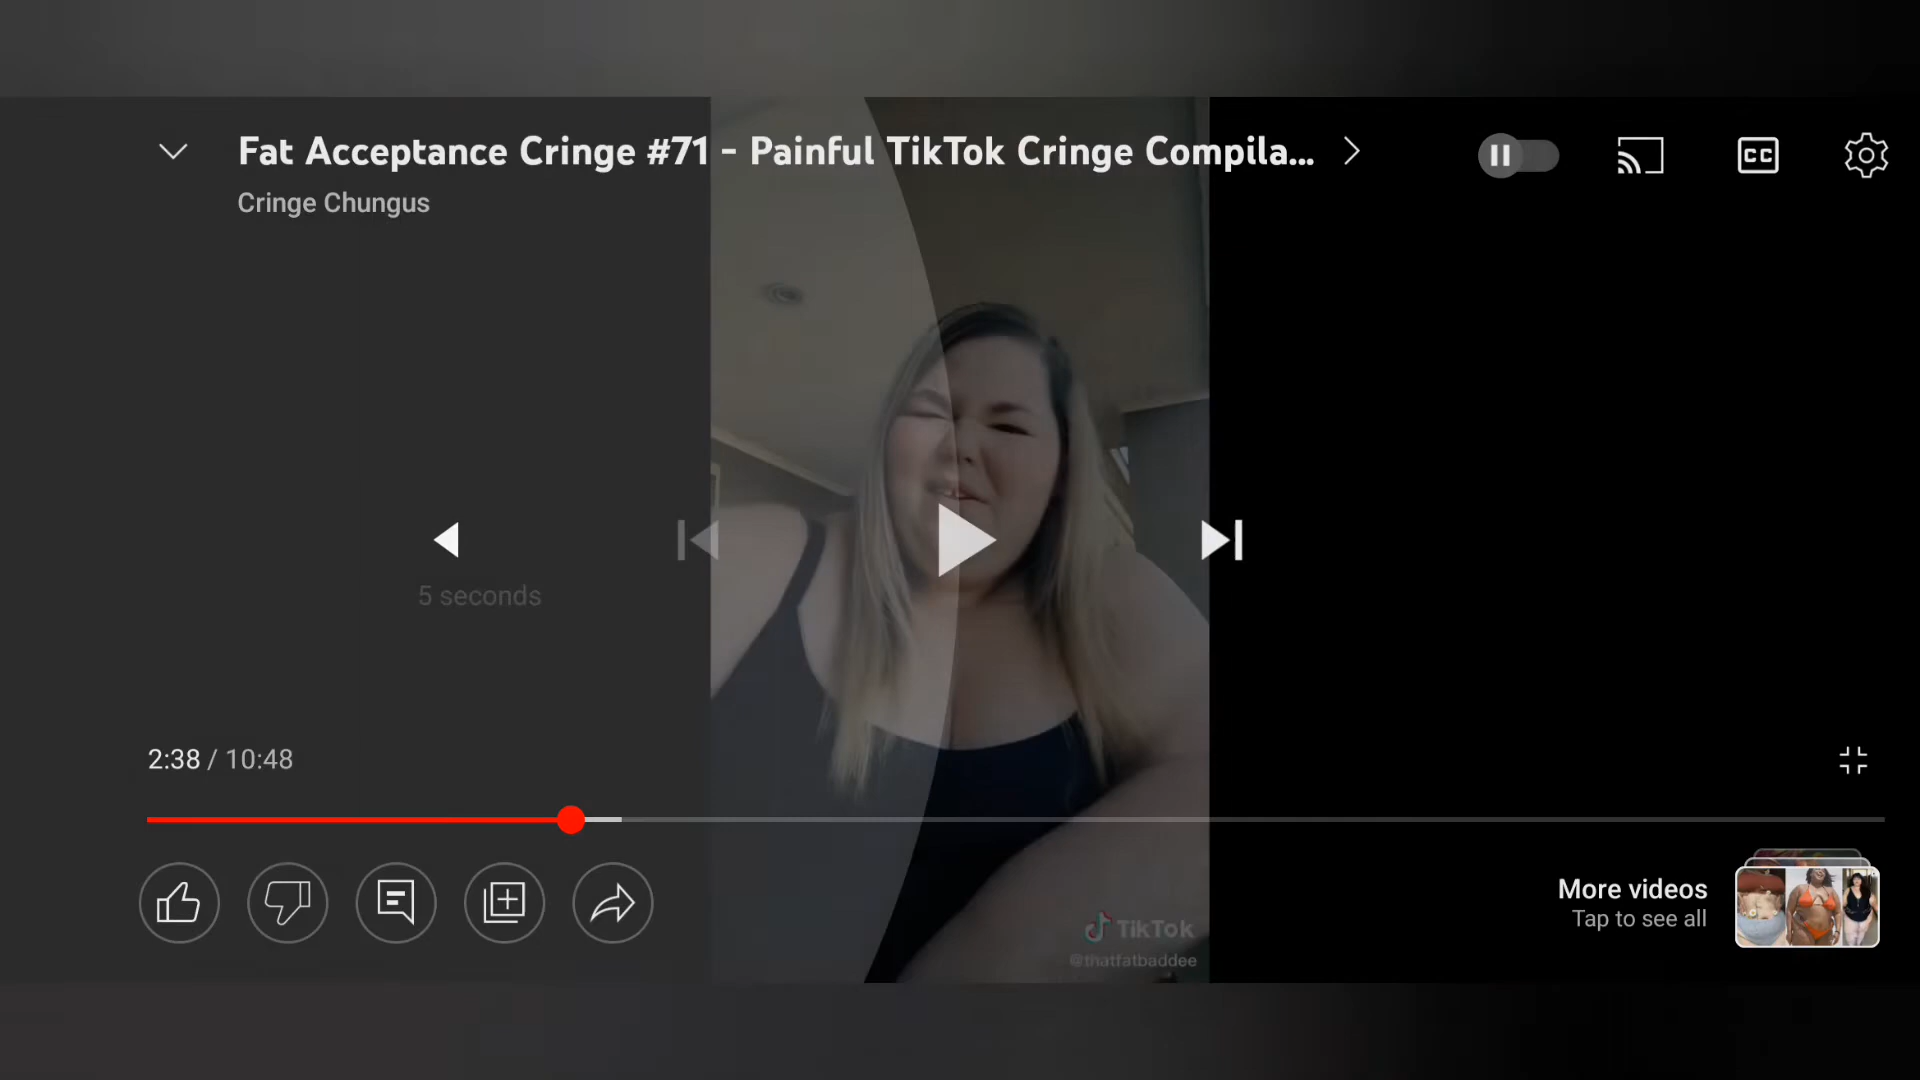 Fat Acceptance Cringe #71 - Painful TikTok Cringe Compila...
Cringe Chungus
CC
5 seconds
2:38 / 10:48
More videos
Tap to see all
TikTok
@thatfatbaddee